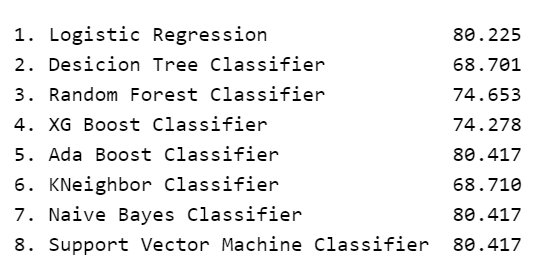 1. Logistic Regression 80.225
2. Desicion Tree Classifier 68.701
3. Random Forest Classifier 74.653
4. XG Boost Classifier 74.278
5. Ada Boost Classifier 80.417
6. KNeighbor Classifier 68.710
7. Naive Bayes Classifier 80.417
8. Support Vector Machine Classifier 80.417